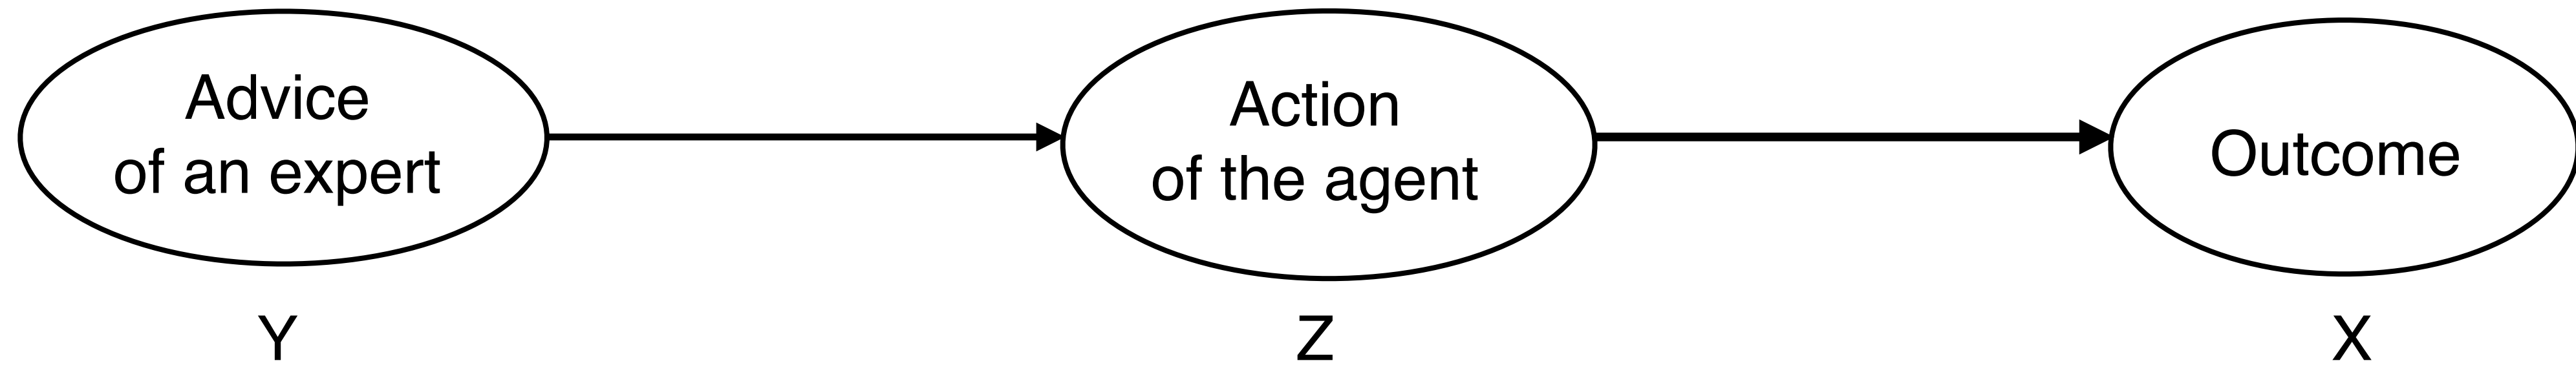 Advice
of an expert
Action
of the agent
Outcome
Y
Z
X